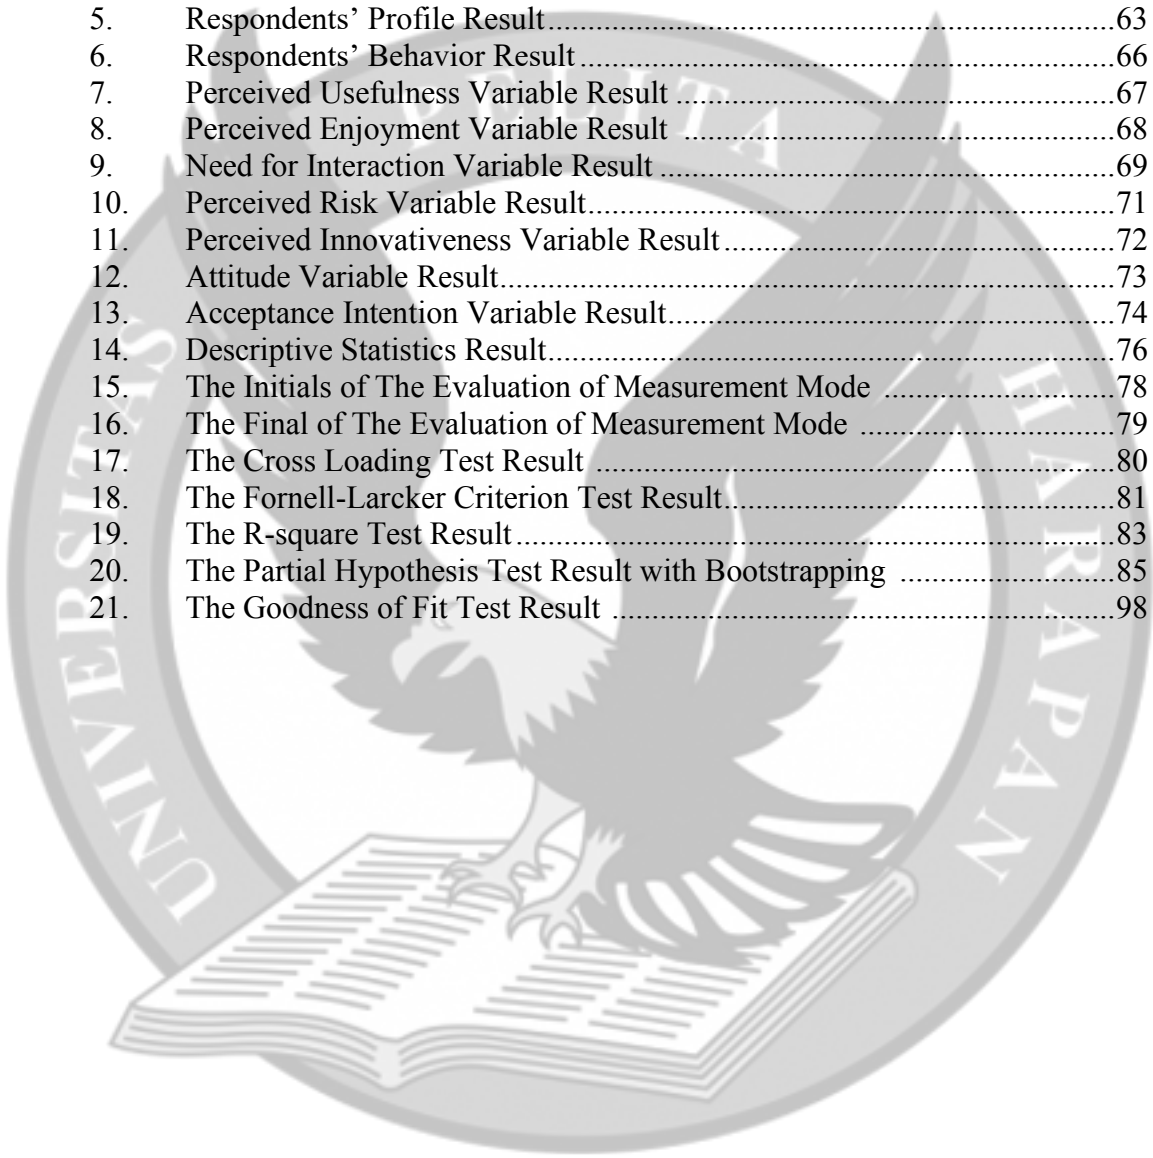 5. Respondents’ Profile Result.......................................................................63
6. Respondents’ Behavior Result...................................................................66
7. Perceived Usefulness Variable Result .......................................................67
8. Perceived Enjoyment Variable Result ......................................................68
9. Need for Interaction Variable Result .........................................................69
10. Perceived Risk Variable Result..................................................................71
11. Perceived Innovativeness Variable Result.................................................72
12. Attitude Variable Result.............................................................................73
13. Acceptance Intention Variable Result........................................................74
14. Descriptive Statistics Result.......................................................................76
15. The Initials of The Evaluation of Measurement Mode .............................78
16. The Final of The Evaluation of Measurement Mode ................................79
17. The Cross Loading Test Result .................................................................80
18. The Fornell-Larcker Criterion Test Result.................................................81
19. The R-square Test Result...........................................................................83
20. The Partial Hypothesis Test Result with Bootstrapping ...........................85
21. The Goodness of Fit Test Result ...............................................................98
UNIVERSITAS PELITA HARAPAN